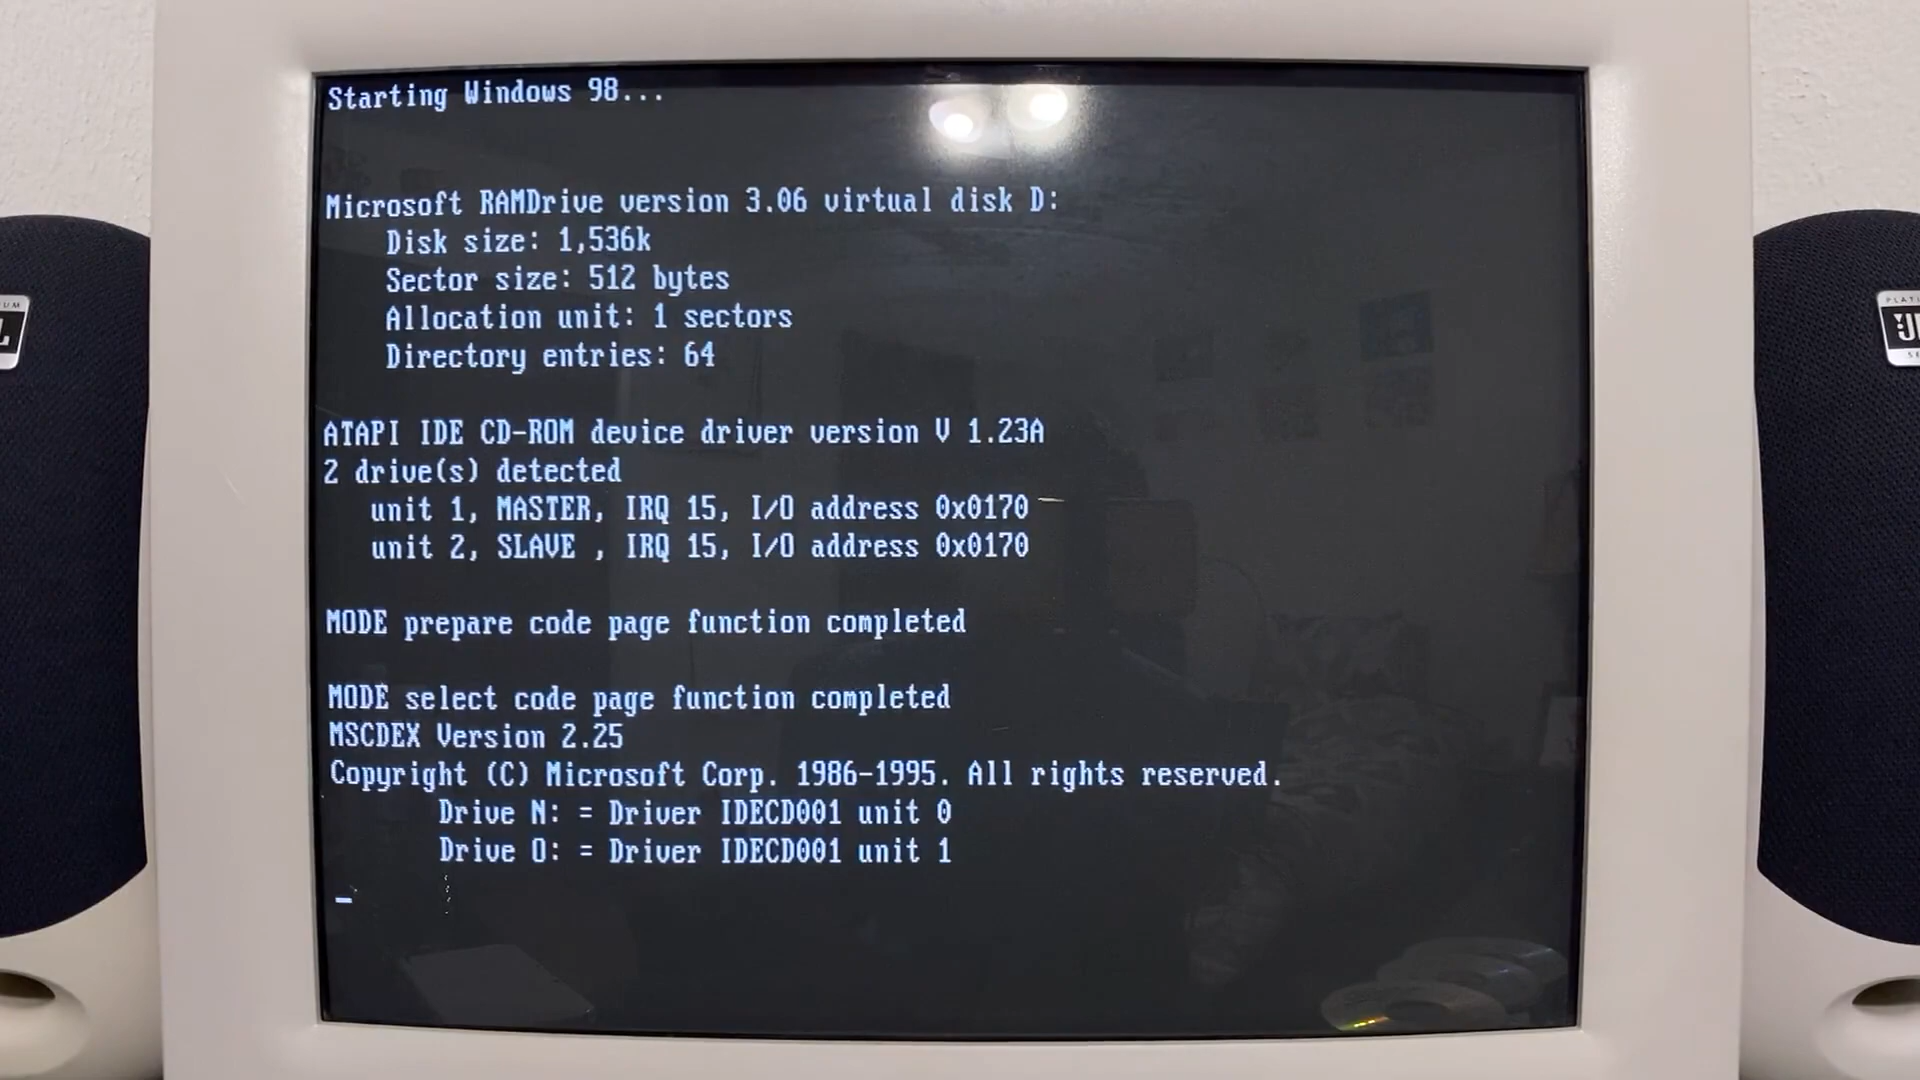 Starting Windows 98...
Microsoft RAMDrive version 3.06 virtual disk D:
Disk size: 1,536k
Sector size: 512 bytes
Allocation unit: 1 sectors
Directory entries: 64
ATAPI IDE CD-ROM device driver version V 1.23A
2 drive(s) detected
unit 1, MASTER, IRQ 15, I/O address 0x0170
unit 2, SLAVE , IRQ 15, I/O address 0x0170
MODE prepare code page function completed
MODE select code page function completed
MSCDEX Version 2.25
Copyright (C) Microsoft Corp. 1986-1995. All rights reserved.
Drive N: = Driver IDECD001 unit 0
Drive O: = Driver IDECD001 unit 1